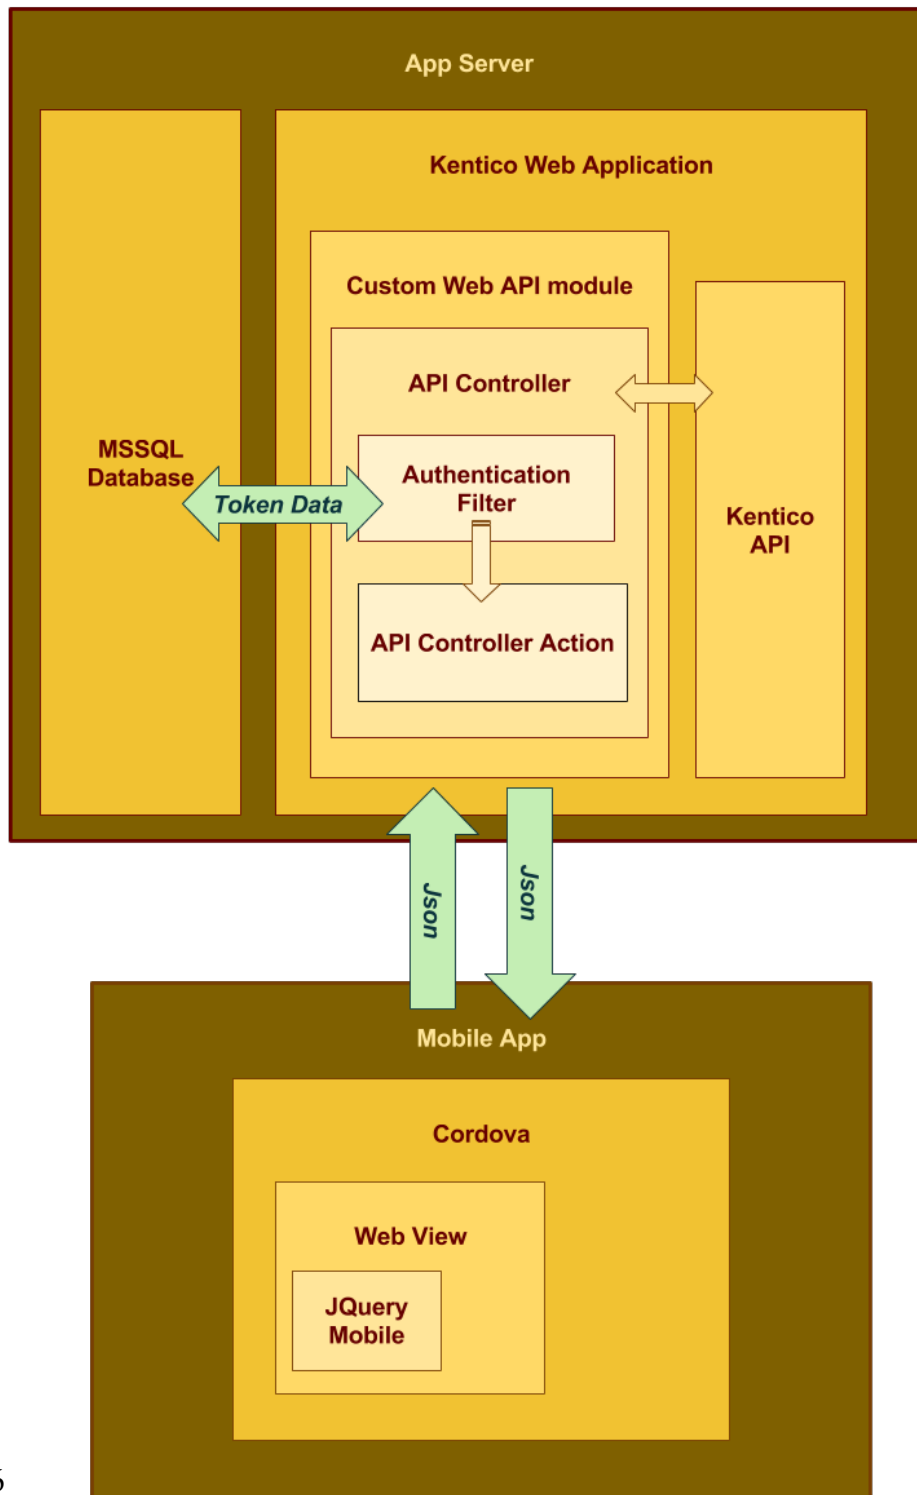 App Server
Kentico Web Application
Custom Web API module
API Controller
MSSQL
Database
Token Data
Authentication
Filter
Kentico
API
API Controller Action
Json
Json
Mobile App
Cordova
Web View
JQuery
Mobile